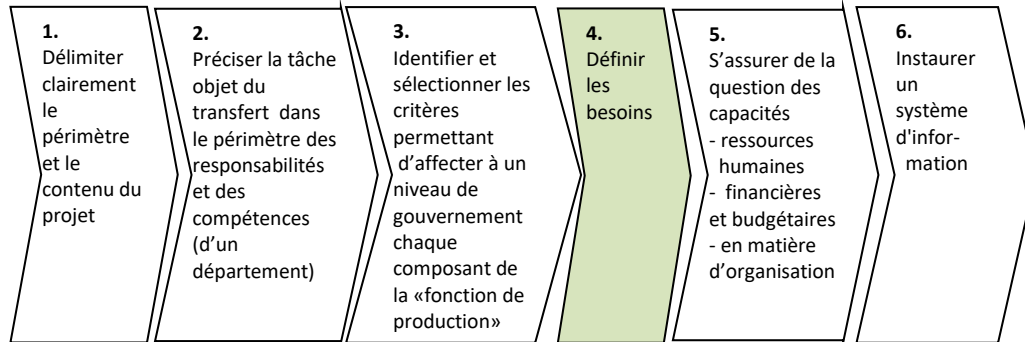 1.
Délimiter
clairement
le
périmètre
et le
contenu du
projet
2.
Préciser la tâche
objet du
transfert dans
le périmètre des
responsabilités
et des
compétences
(d’un
département)
3.
Identifier et
sélectionner les
critères
permettant
d’affecter à un
niveau de
gouvernement
chaque
composant de
la «fonction de
production»
4.
Définir
les
besoins
5.
S’assurer de la
question des
capacités
- ressources
humaines
- financières
et budgétaires
- en matière
d’organisation
6.
Instaurer
un
système
d'infor-
mation